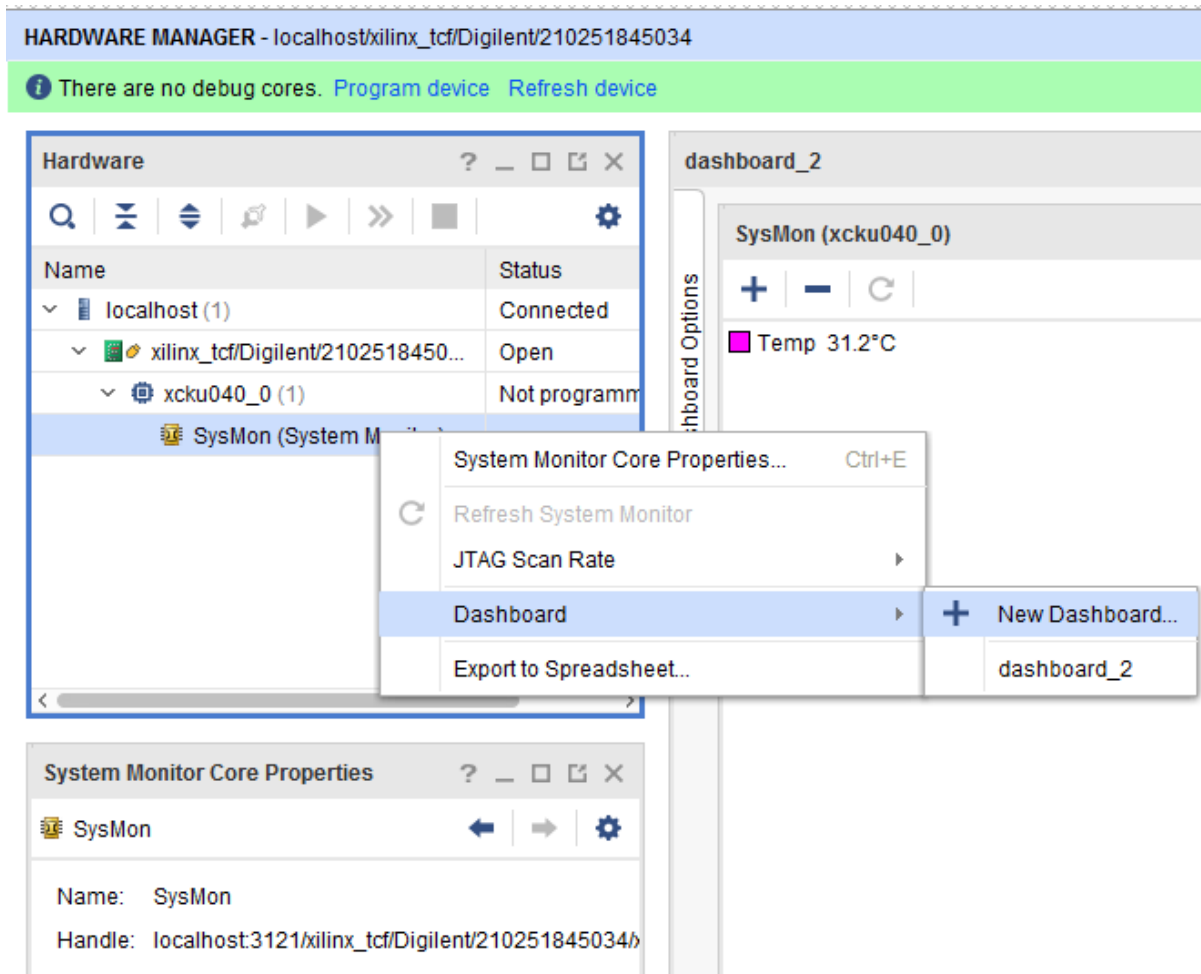 HARDWARE MANAGER - localhost/xilinx_tcf/Digilent/210251845034
There are no debug cores. Program device Refresh device
Hardware
Name Status
localhost (1) Connected
xilinx_tcf/Digilent/2102518450... Open
xcku040_0 (1) Not programm
SysMon (System M
System Monitor Core Properties... Ctrl+E
Refresh System Monitor
JTAG Scan Rate
Dashboard
Export to Spreadsheet...
New Dashboard...
dashboard_2
dashboard_2
hboard Options
SysMon (xcku040_0)
Temp 31.2°C
System Monitor Core Properties
SysMon
Name: SysMon
Handle: localhost:3121/xilinx_tcf/Digilent/210251845034/